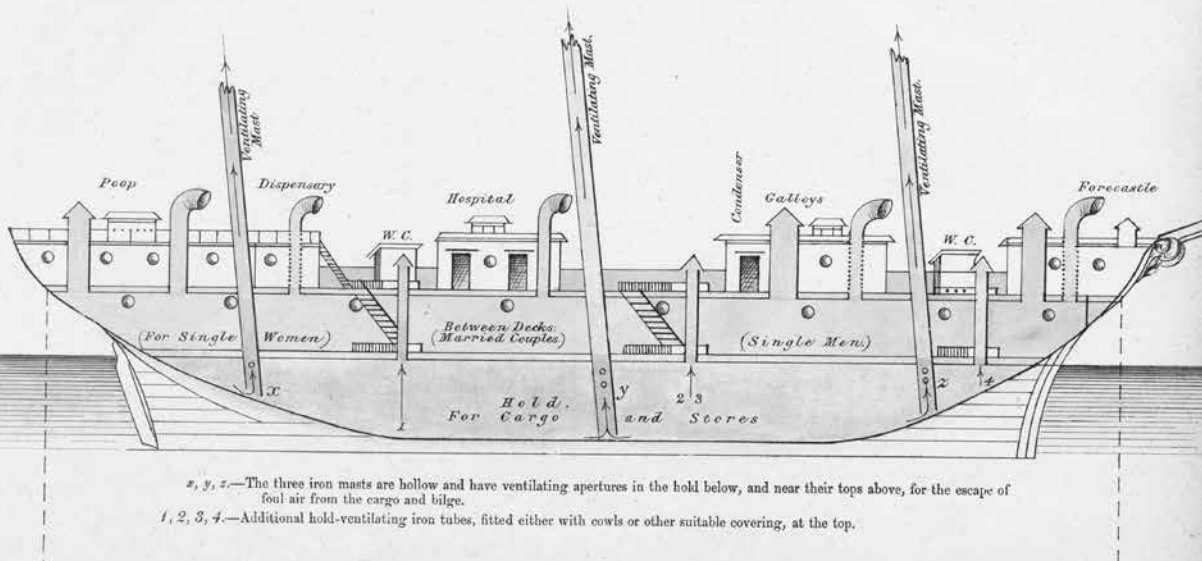 Ventilating Mast.
Ventilating
Mast
Ventilating Mast.
Poop
Dispensary
Hospital
Condenser
Galleys
Forecastle
W. C.
W. C.
(For Single Women)
Between Decks.
(Married Couples.)
(Single Men.)
x
y
z
1
2 3
4
Hold.
For Cargo and Stores
x, y, z.—The three iron masts are hollow and have ventilating apertures in the hold below, and near their tops above, for the escape of
foul air from the cargo and bilge.
1, 2, 3, 4.—Additional hold-ventilating iron tubes, fitted either with cowls or other suitable covering, at the top.